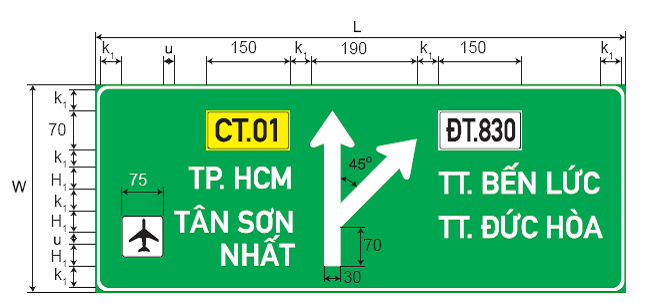 L
k1 u 150 k1 190 k1 150 k1
k1
70
k1
H1
k1
H1
u
H1
k1
W
CT.01
TP. HCM
75
TÂN SƠN
NHẤT
45°
70
30
ĐT.830
TT. BẾN LỨC
TT. ĐỨC HÒA